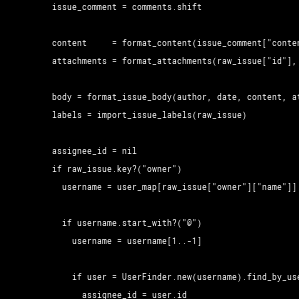 issue_comment = comments.shift
content = format_content(issue_comment["conten
attachments = format_attachments(raw_issue["id"],
body = format_issue_body(author, date, content, at
labels = import_issue_labels(raw_issue)
assignee_id = nil
if raw_issue.key?("owner")
username = user_map[raw_issue["owner"]["name"]]
if username.start_with?("@")
username = username[1..-1]
if user = UserFinder.new(username).find_by_use
assignee_id = user.id